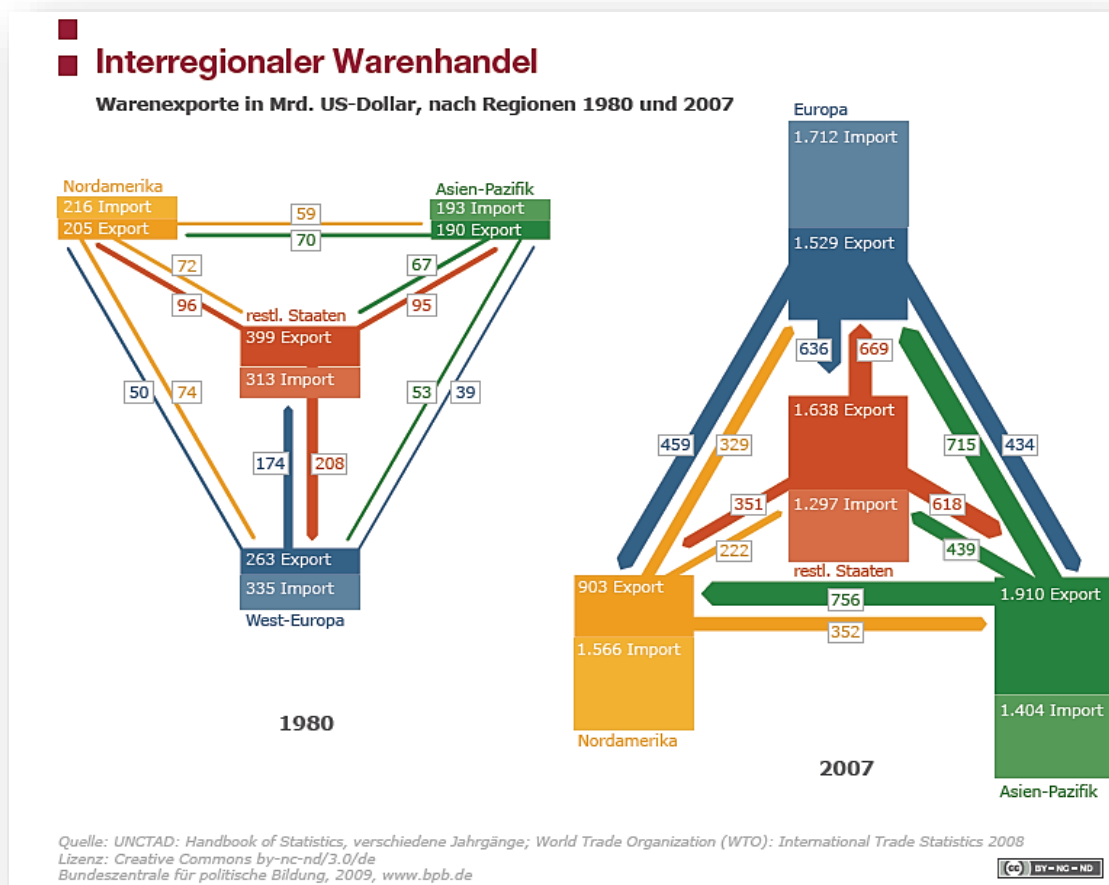 Interregionaler Warenhandel
Warenexporte in Mrd. US-Dollar, nach Regionen 1980 und 2007
Nordamerika
216 Import
205 Export
Asien-Pazifik
193 Import
190 Export
59
70
72
96
67
95
restl. Staaten
399 Export
313 Import
50
74
53
39
174
208
263 Export
335 Import
West-Europa
1980
Europa
1.712 Import
1.529 Export
636
669
459
329
715
434
1.638 Export
1.297 Import
restl. Staaten
351
222
618
439
903 Export
1.566 Import
Nordamerika
756
352
1.910 Export
1.404 Import
Asien-Pazifik
2007
Quelle: UNCTAD: Handbook of Statistics, verschiedene Jahrgänge; World Trade Organization (WTO): International Trade Statistics 2008
Lizenz: Creative Commons by-nc-nd/3.0/de
Bundeszentrale für politische Bildung, 2009, www.bpb.de
cc BY-NC-ND